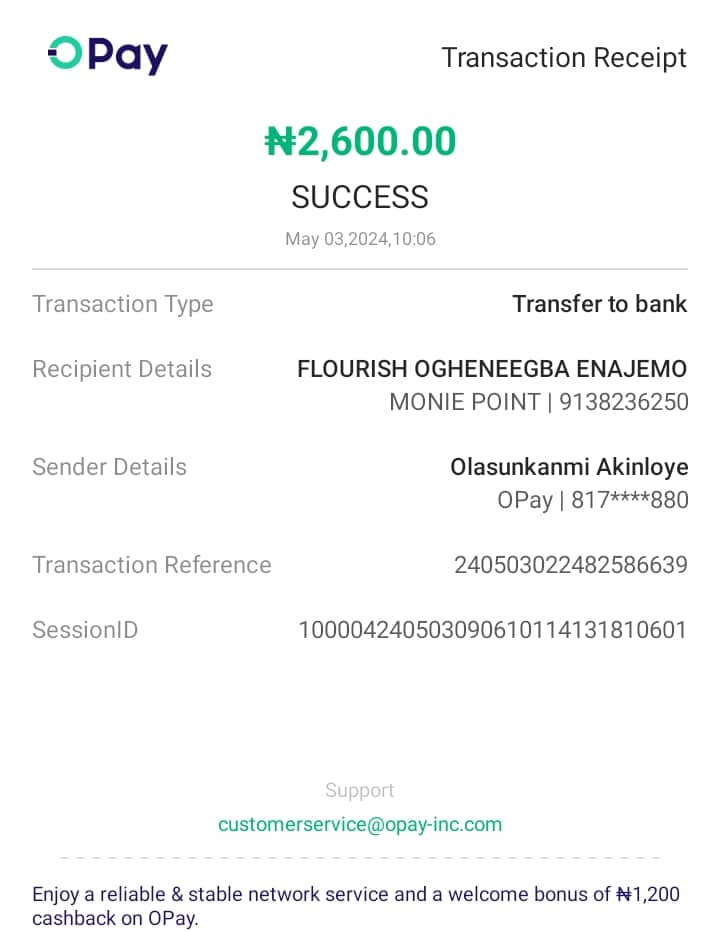 OPay
Transaction Receipt
₦2,600.00
SUCCESS
May 03,2024,10:06
Transaction Type Transfer to bank
Recipient Details FLOURISH OGHENEEGBA ENAJEMO
MONIE POINT | 9138236250
Sender Details Olasunkanmi Akinloye
OPay | 817****880
Transaction Reference 240503022482586639
SessionID 100004240503090610114131810601
Support
customerservice@opay-inc.com
Enjoy a reliable & stable network service and a welcome bonus of ₦1,200
cashback on OPay.